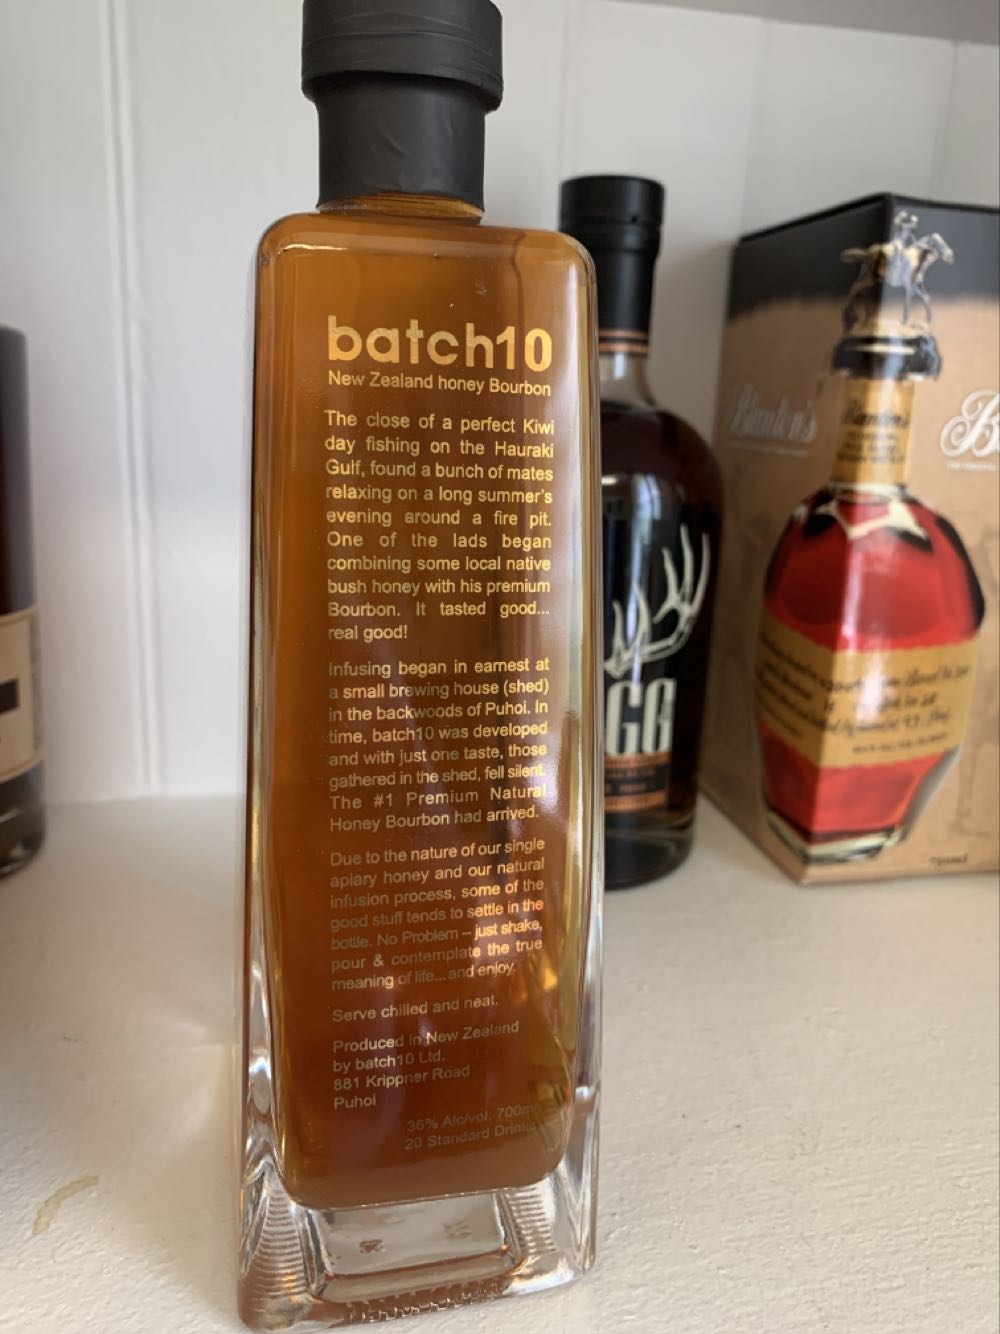 batch10
New Zealand honey Bourbon
The close of a perfect Kiwi
day fishing on the Hauraki
Gulf, found a bunch of mates
relaxing on a long summer's
evening around a fire pit.
One of the lads began
combining some local native
bush honey with his premium
Bourbon. It tasted good...
real good!
Infusing began in earnest at
a small brewing house (shed)
in the backwoods of Puhoi. In
time, batch10 was developed
and with just one taste, those
gathered in the shed, fell silent.
The #1 Premium Natural
Honey Bourbon had arrived.
Due to the nature of our single
apiary honey and our natural
infusion process, some of the
good stuff tends to settle in the
bottle. No Problem – just shake,
pour & contemplate the true
meaning of life... and enjoy.
Serve chilled and neat.
Produced in New Zealand
by batch10 Ltd.
881 Krippner Road
Puhoi
36% Alc/vol. 700ml
20 Standard Drinks
GG
Blanton's
Blanton's
B
750ml